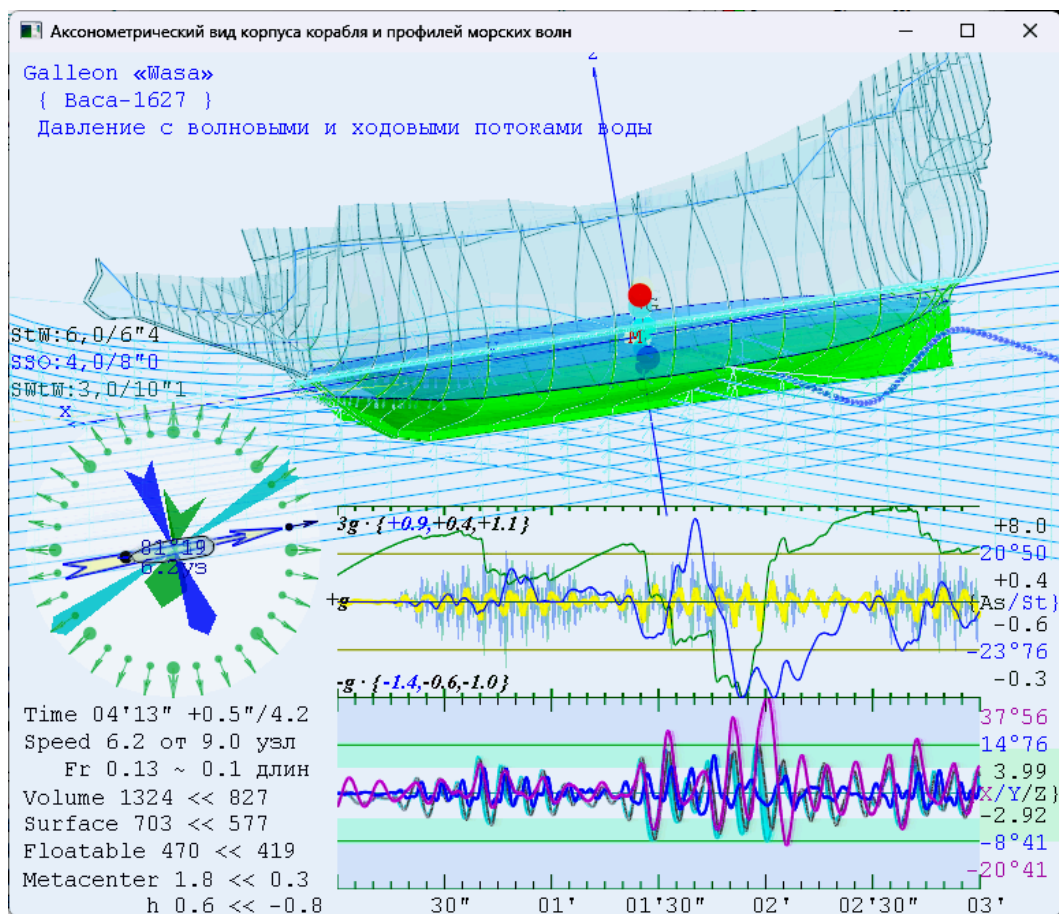 Аксонометрический вид корпуса корабля и профилей морских волн
Galleon «Wasa»
{ Васа-1627 }
Давление с волновыми и ходовыми потоками воды
Z
G
M
StW:6,0/6"4
SSO:4,0/8"0
SWtW:3,0/10"1
X
81°19
6.2уз
3g · {+0.9,+0.4,+1.1}
+g
-g · {-1.4,-0.6,-1.0}
+8.0
20°50
+0.4
{As/St}
-0.6
-23°76
-0.3
Time 04'13" +0.5"/4.2
Speed 6.2 от 9.0 узл
Fr 0.13 ~ 0.1 длин
Volume 1324 << 827
Surface 703 << 577
Floatable 470 << 419
Metacenter 1.8 << 0.3
h 0.6 << -0.8
37°56
14°76
3.99
X/Y/Z}
-2.92
-8°41
-20°41
30" 01' 01'30" 02' 02'30" 03'